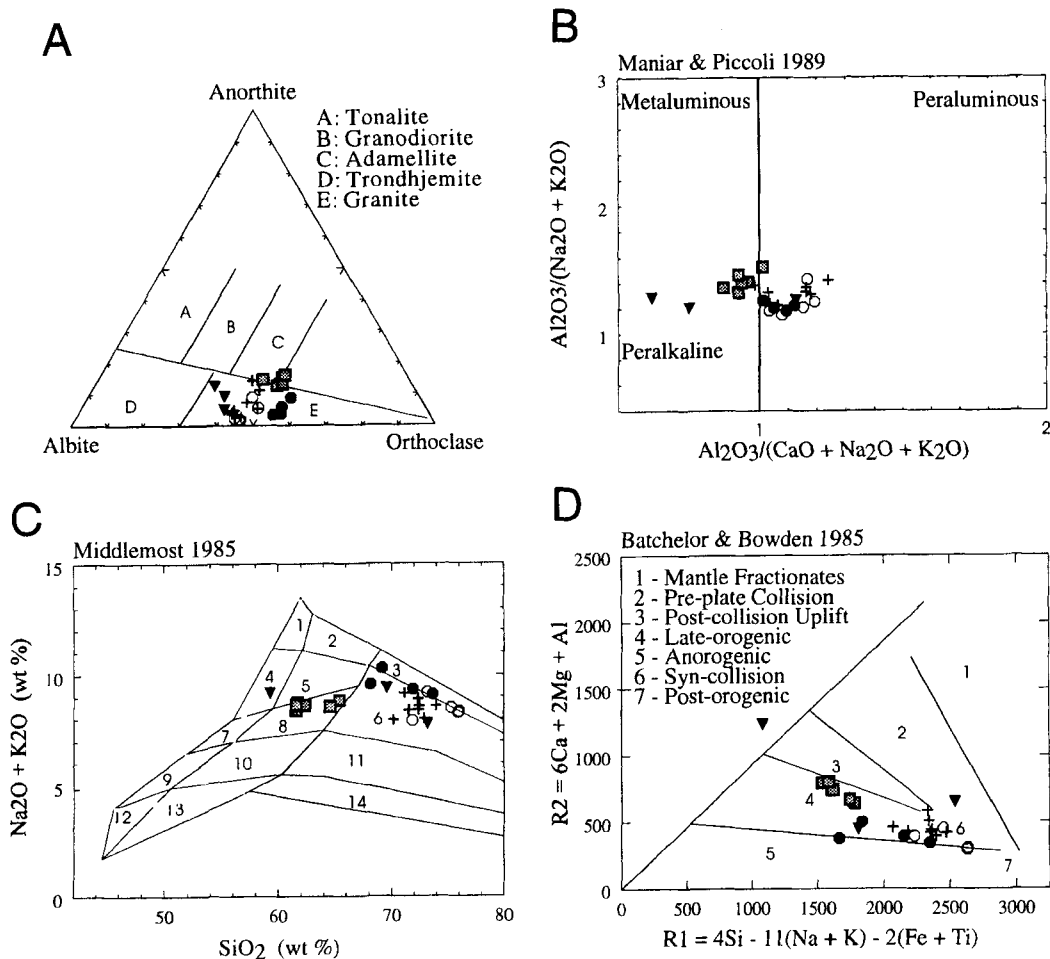 A
Anorthite
A: Tonalite
B: Granodiorite
C: Adamellite
D: Trondhjemite
E: Granite
A
B
C
D
E
Albite
Orthoclase
B
Maniar & Piccoli 1989
3
Metaluminous
Peraluminous
2
1
Peralkaline
1
2
Al2O3/(Na2O + K2O)
Al2O3/(CaO + Na2O + K2O)
C
Middlemost 1985
15
10
5
0
Na2O + K2O (wt %)
1
2
3
4
5
6
7
8
9
10
11
12
13
14
50
60
70
80
SiO2 (wt %)
D
Batchelor & Bowden 1985
2500
2000
1500
1000
500
0
R2 = 6Ca + 2Mg + Al
1 - Mantle Fractionates
2 - Pre-plate Collision
3 - Post-collision Uplift
4 - Late-orogenic
5 - Anorogenic
6 - Syn-collision
7 - Post-orogenic
1
2
3
4
5
6
7
0
500
1000
1500
2000
2500
3000
R1 = 4Si - 11(Na + K) - 2(Fe + Ti)